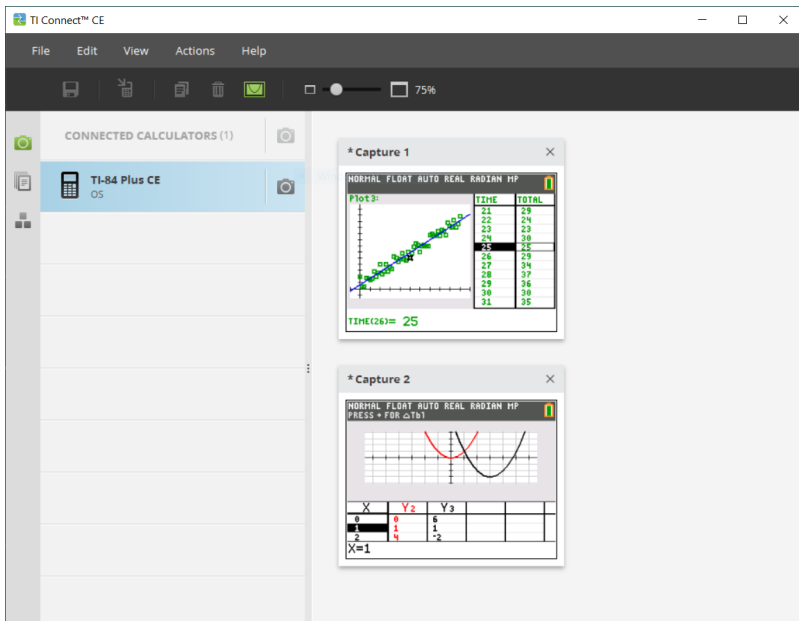 TI Connect™ CE
File Edit View Actions Help
75%
CONNECTED CALCULATORS (1)
TI-84 Plus CE
OS
*Capture 1
NORMAL FLOAT AUTO REAL RADIAN MP
Plot3:
TIME TOTAL
21 29
22 24
23 23
24 30
25 25
26 29
27 34
28 37
29 36
30 30
31 35
TIME(26)= 25
*Capture 2
NORMAL FLOAT AUTO REAL RADIAN MP
PRESS + FOR △Tbl
X Y2 Y3
0 0 6
1 1 1
2 4 -2
X=1